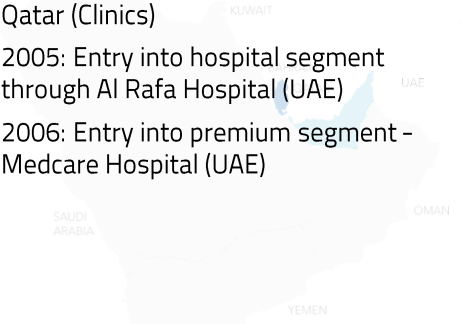 Qatar (Clinics)
KUWAIT
2005: Entry into hospital segment
through Al Rafa Hospital (UAE)
UAE
2006: Entry into premium segment -
Medcare Hospital (UAE)
SAUDI
ARABIA
OMAN
YEMEN